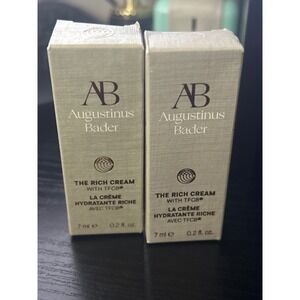 AB
Augustinus
Bader
THE RICH CREAM
WITH TFC8®
LA CRÈME
HYDRATANTE RICHE
AVEC TFC8®
7 ml ℮ 0.2 fl. oz.
AB
Augustinus
Bader
THE RICH CREAM
WITH TFC8®
LA CRÈME
HYDRATANTE RICHE
AVEC TFC8®
7 ml ℮ 0.2 fl. oz.